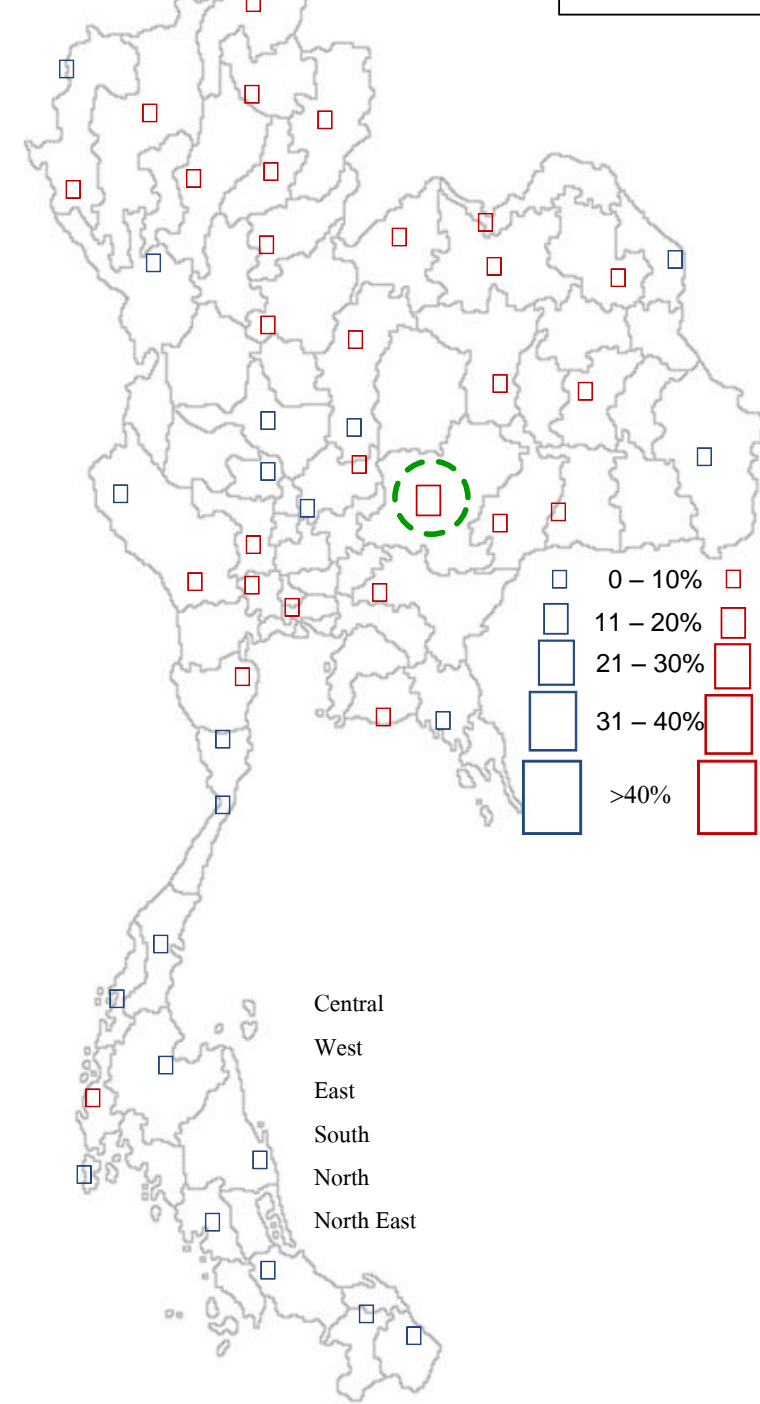 0 – 10%
11 – 20%
21 – 30%
31 – 40%
>40%
Central
West
East
South
North
North East